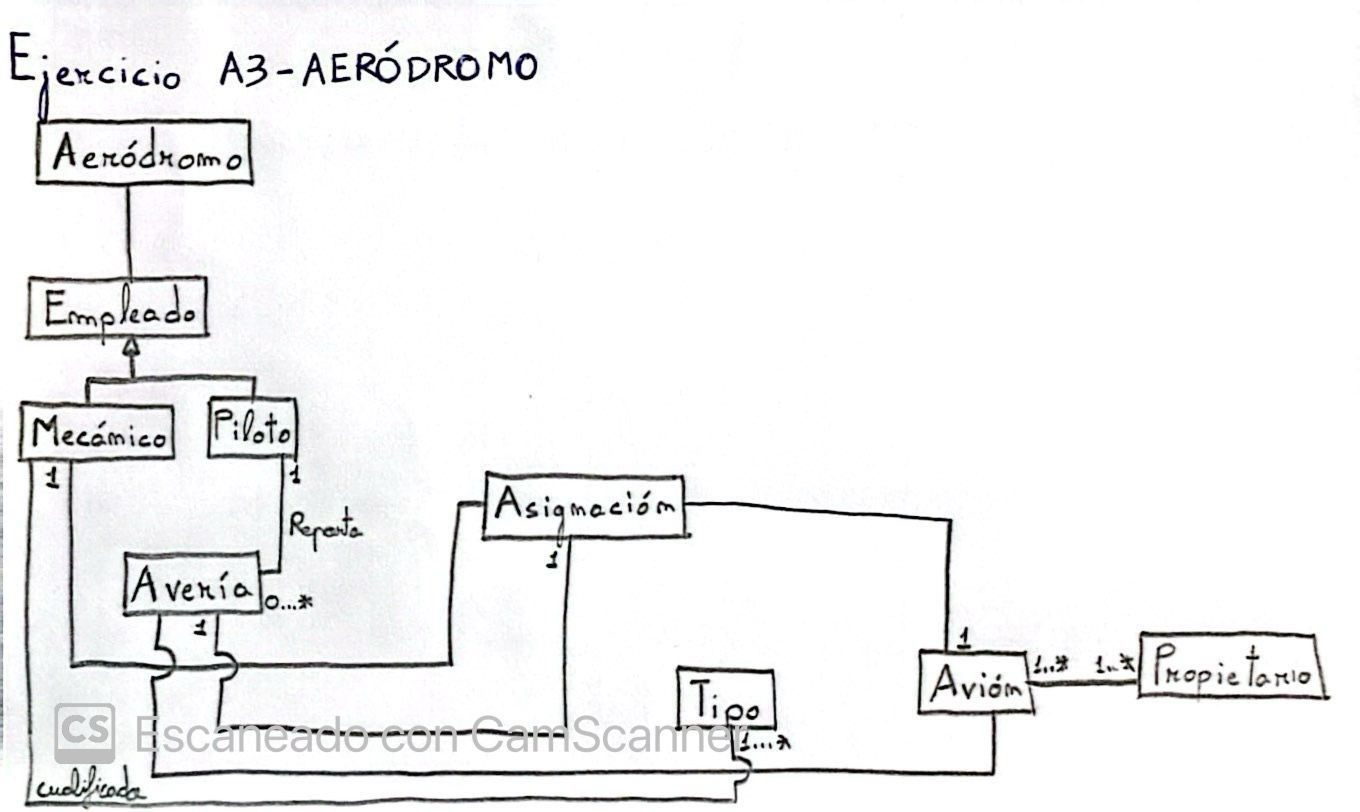 Ejercicio A3-AERÓDROMO
Aeródromo
Empleado
Mecánico
Piloto
1
1
Reporta
Asignación
1
Avería
0...*
1
1
Avión
1..*
1..*
Propietario
Tipo
1...*
CS Escaneado con CamScanner
cualificado